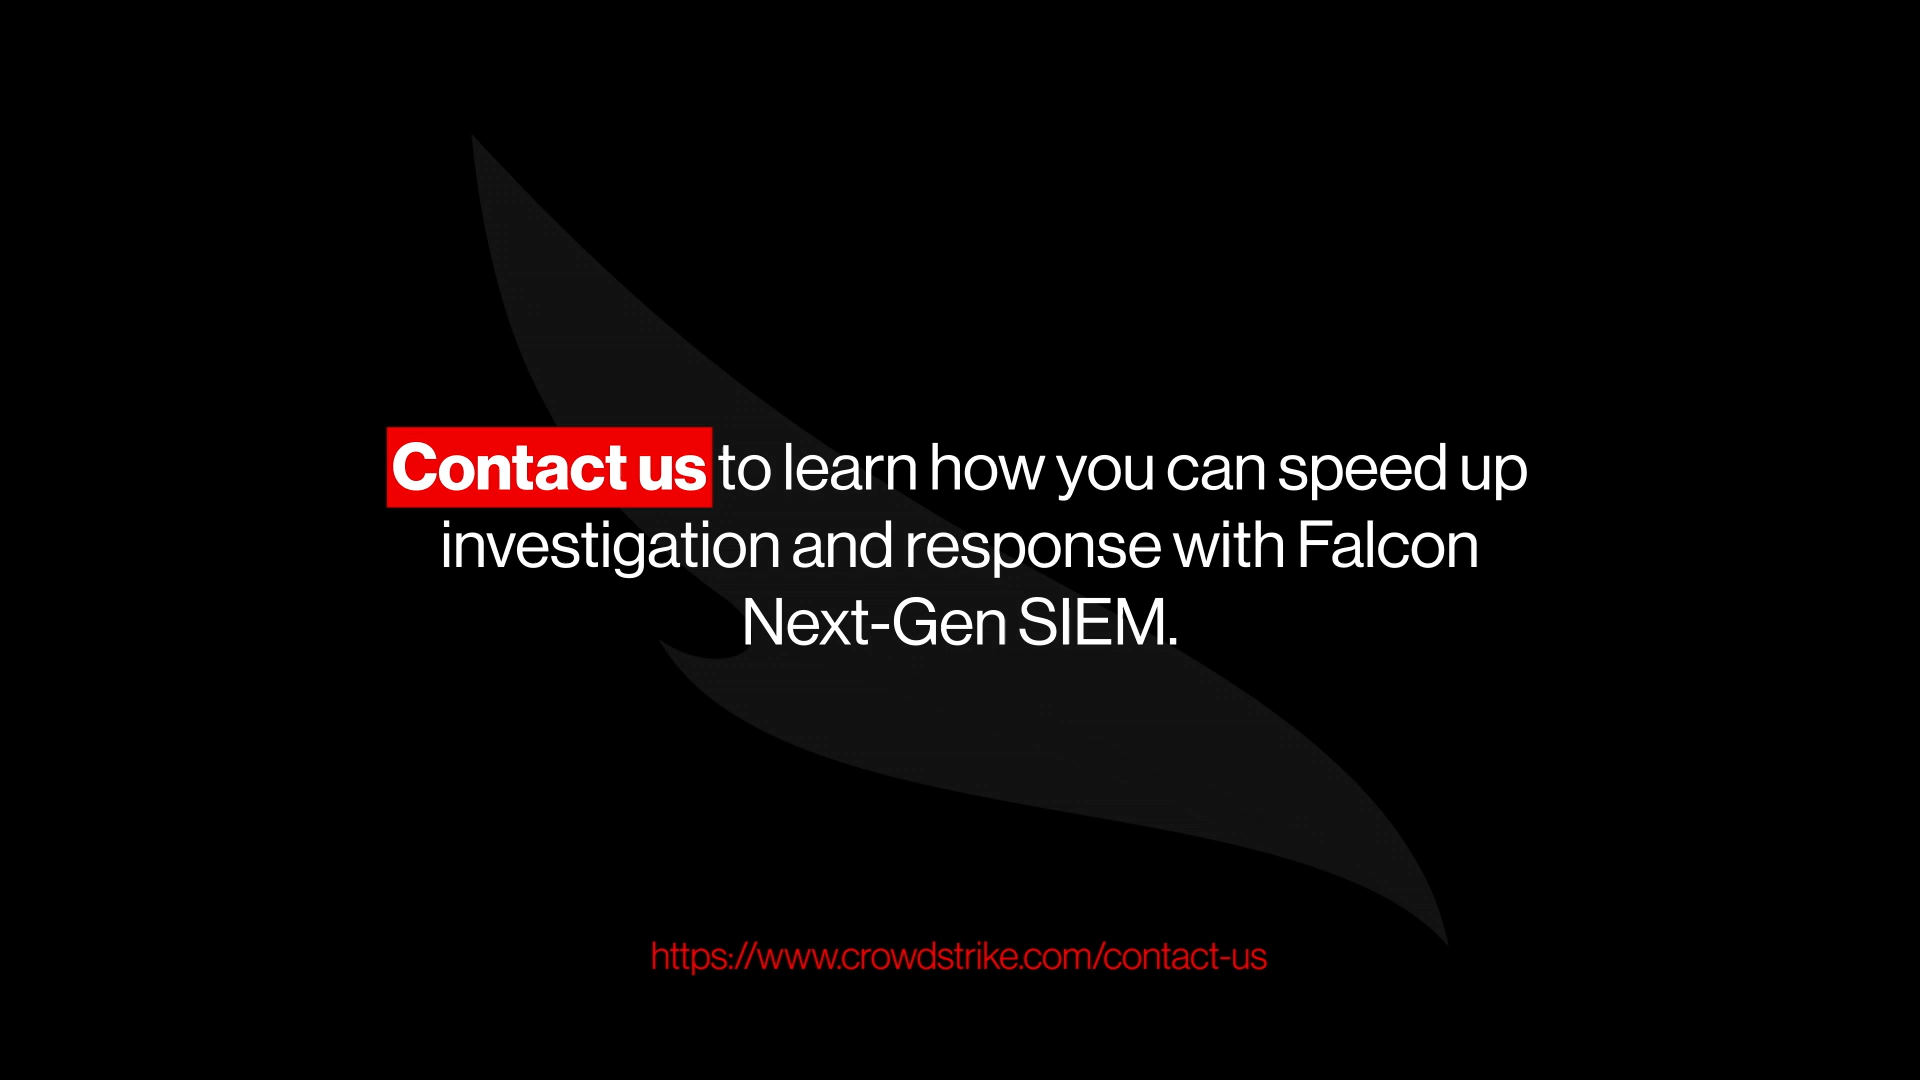 Contact us to learn how you can speed up
investigation and response with Falcon
Next-Gen SIEM.
https://www.crowdstrike.com/contact-us